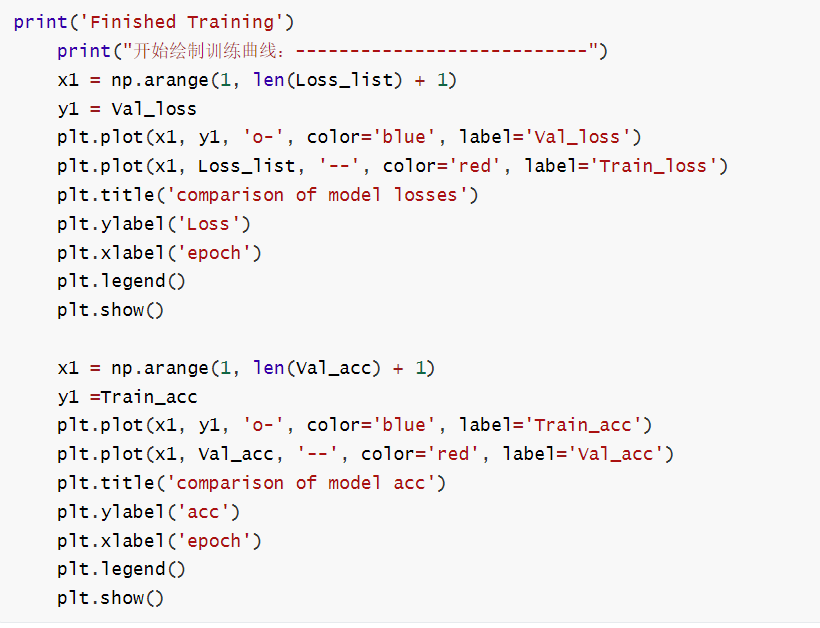 print('Finished Training')
    print("开始绘制训练曲线：---------------------------")
    x1 = np.arange(1, len(Loss_list) + 1)
    y1 = Val_loss
    plt.plot(x1, y1, 'o-', color='blue', label='Val_loss')
    plt.plot(x1, Loss_list, '--', color='red', label='Train_loss')
    plt.title('comparison of model losses')
    plt.ylabel('Loss')
    plt.xlabel('epoch')
    plt.legend()
    plt.show()

    x1 = np.arange(1, len(Val_acc) + 1)
    y1 =Train_acc
    plt.plot(x1, y1, 'o-', color='blue', label='Train_acc')
    plt.plot(x1, Val_acc, '--', color='red', label='Val_acc')
    plt.title('comparison of model acc')
    plt.ylabel('acc')
    plt.xlabel('epoch')
    plt.legend()
    plt.show()